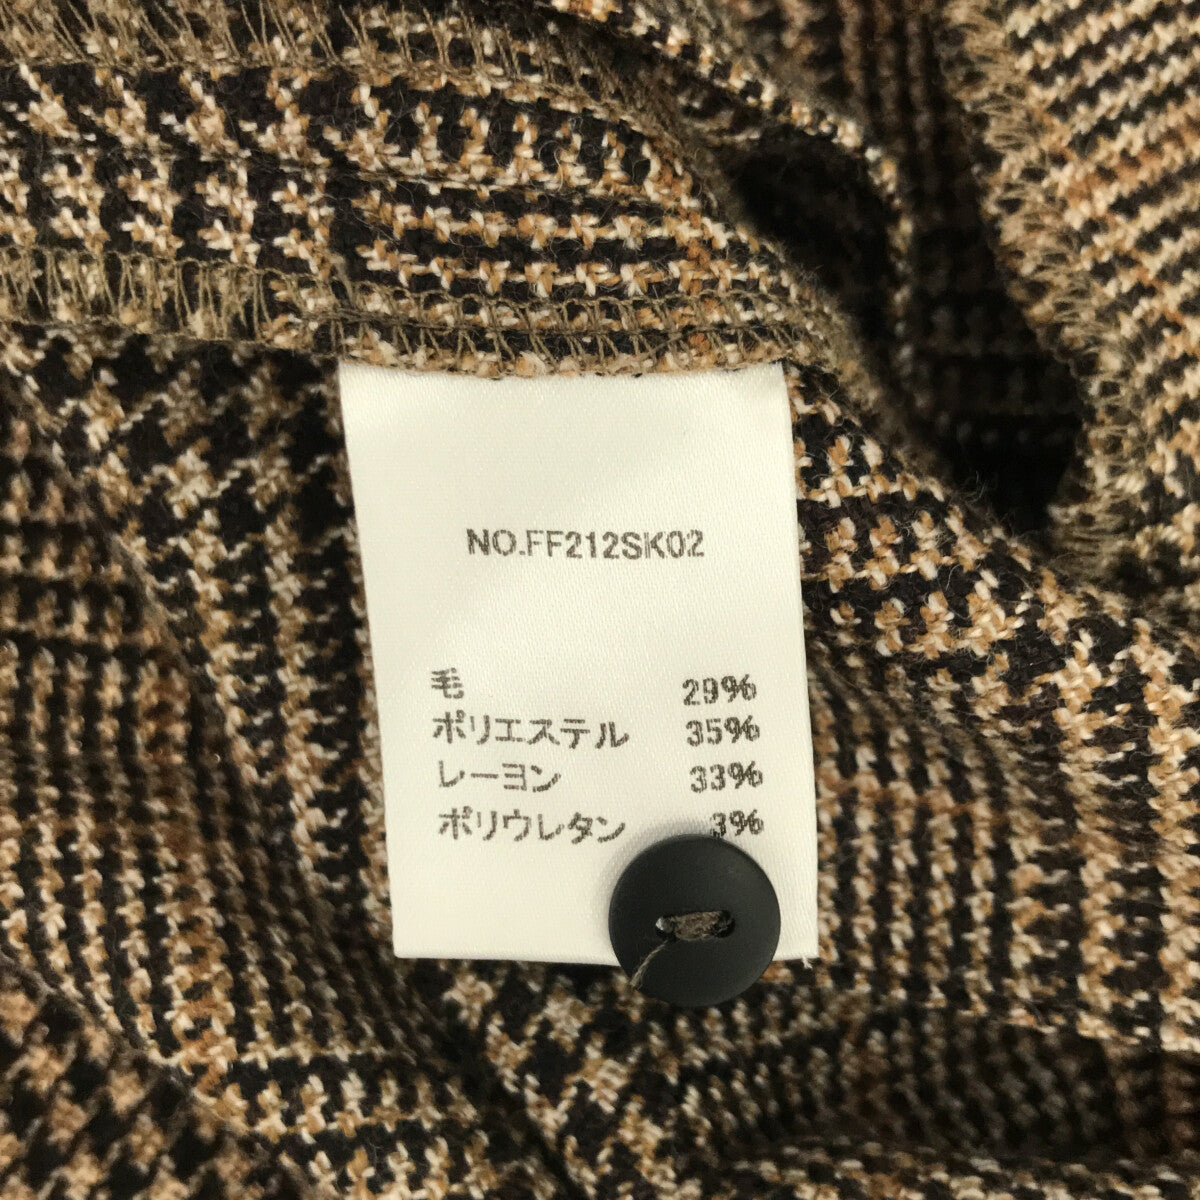 NO.FF212SK02
毛 29%
ポリエステル 35%
レーヨン 33%
ポリウレタン 3%